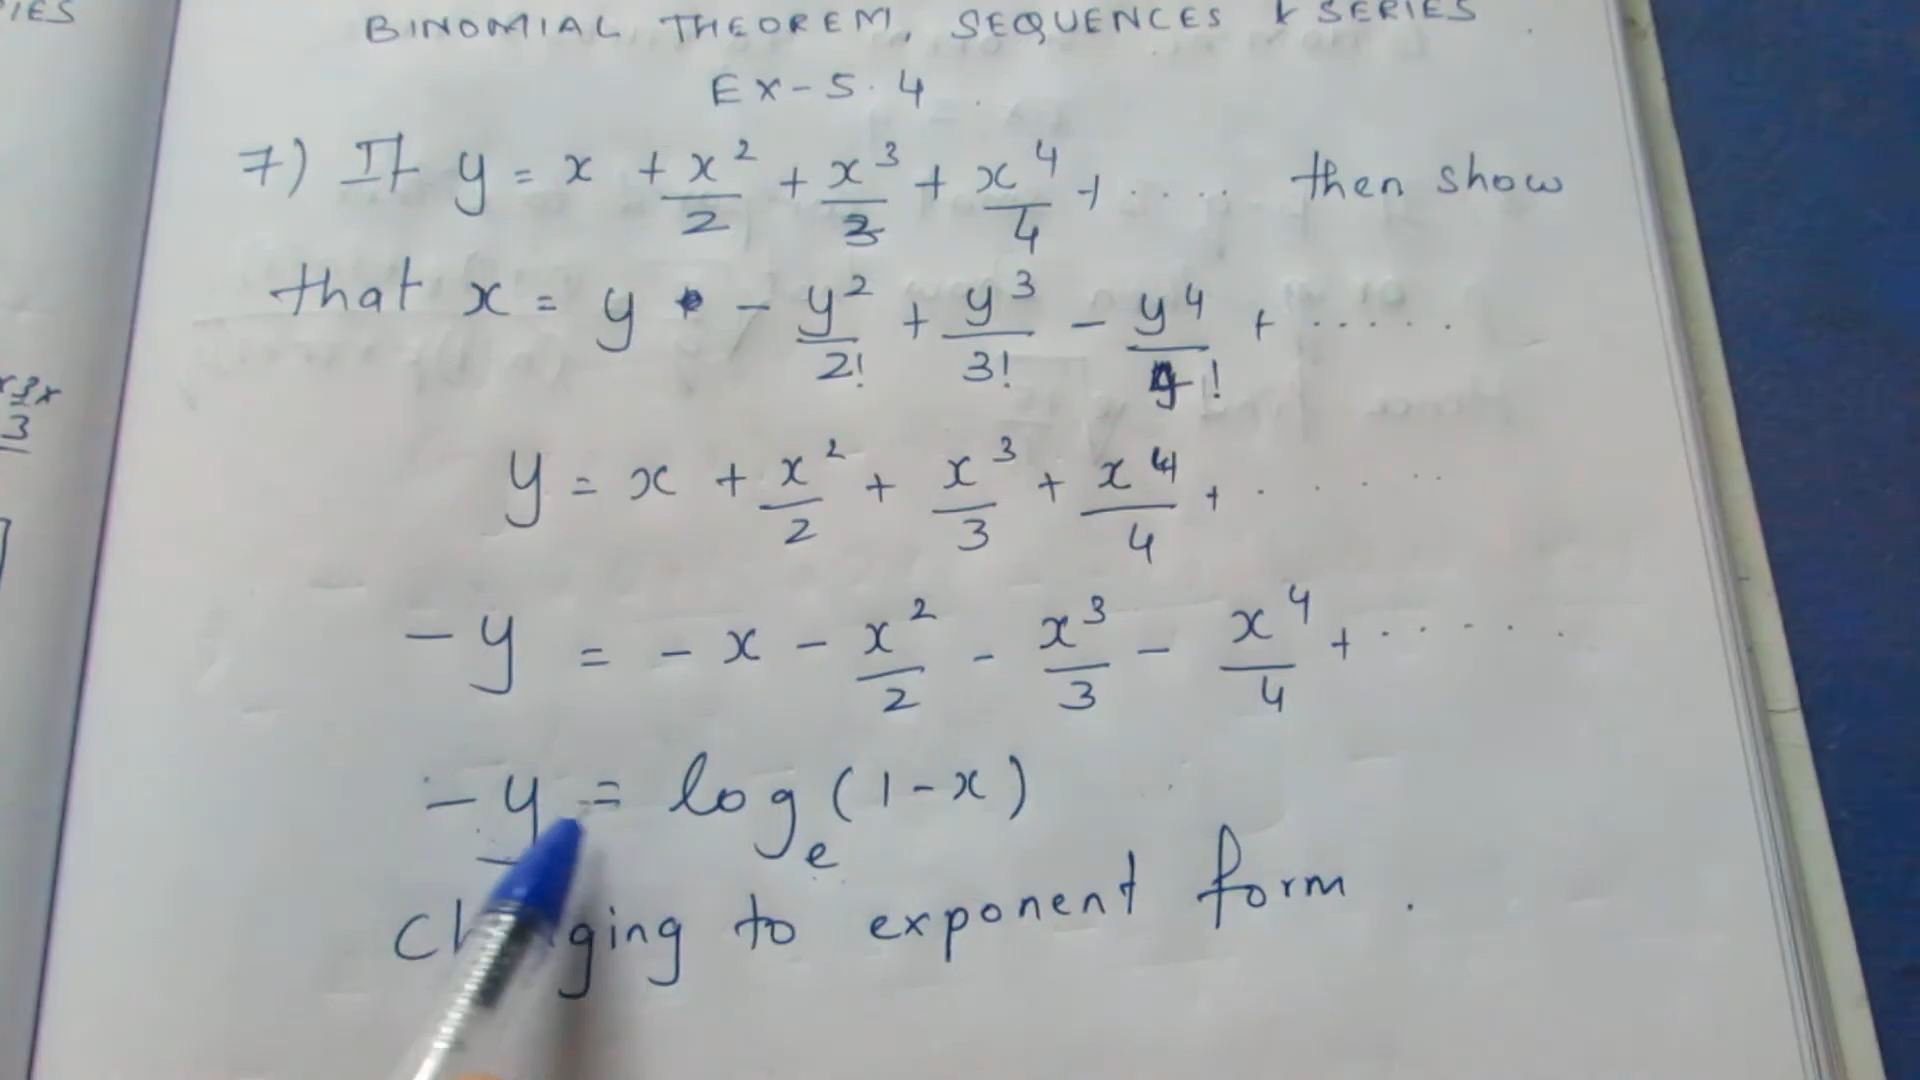 IES
BINOMIAL THEOREM, SEQUENCES & SERIES
EX-5.4
7) If y = x + x²/2 + x³/3 + x⁴/4 + .... then show
that x = y - y²/2! + y³/3! - y⁴/4! + .....
y = x + x²/2 + x³/3 + x⁴/4 + .....
-y = -x - x²/2 - x³/3 - x⁴/4 + .....
-y = logₑ(1-x)
to exponent form.